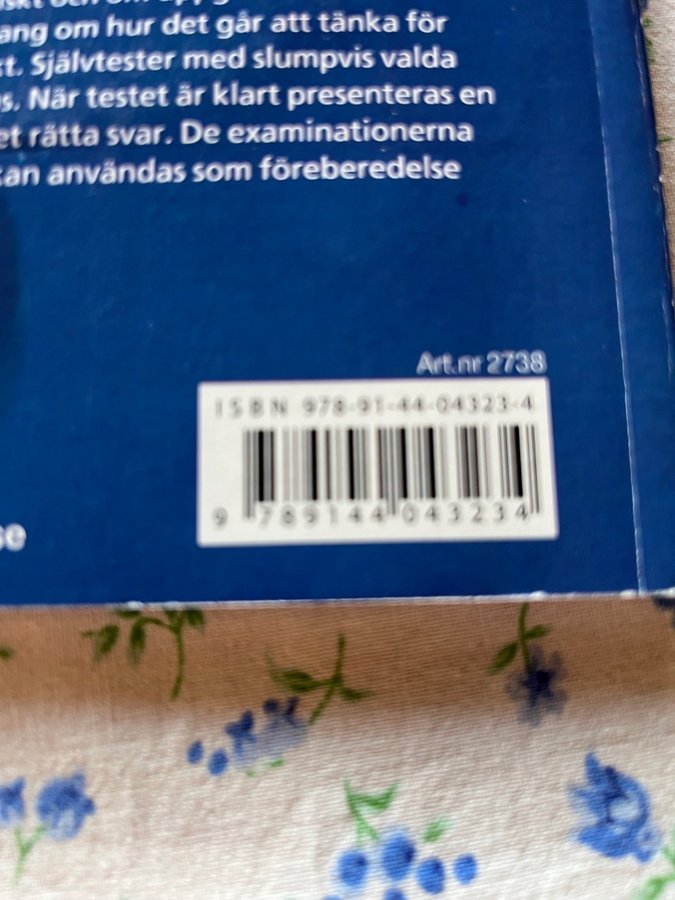 ang om hur det går att tänka för
t. Självtester med slumpvis valda
s. När testet är klart presenteras en
et rätta svar. De examinationerna
kan användas som föreberedelse
Art.nr 2738
ISBN 978-91-44-04323-4
9 789144 043234
se